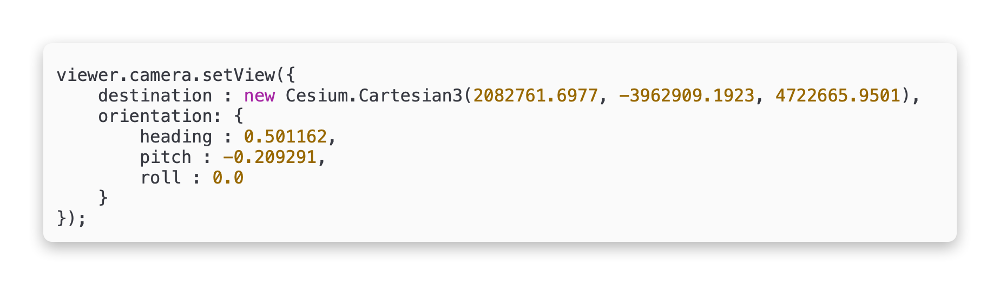 viewer.camera.setView({
    destination : new Cesium.Cartesian3(2082761.6977, -3962909.1923, 4722665.9501),
    orientation: {
        heading : 0.501162,
        pitch : -0.209291,
        roll : 0.0
    }
});